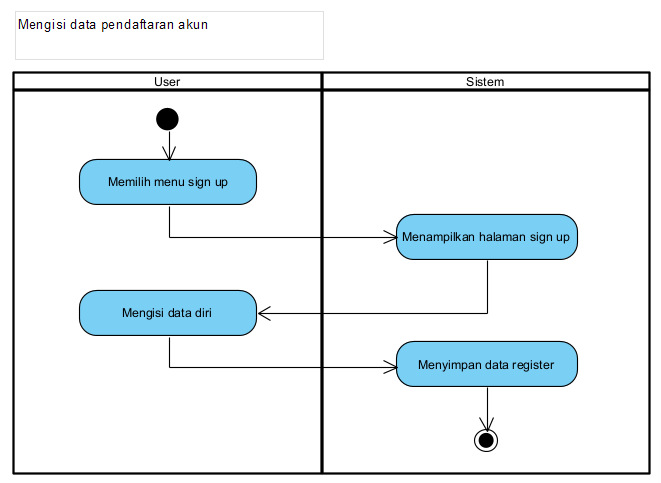 Mengisi data pendaftaran akun
User
Sistem
Memilih menu sign up
Menampilkan halaman sign up
Mengisi data diri
Menyimpan data register